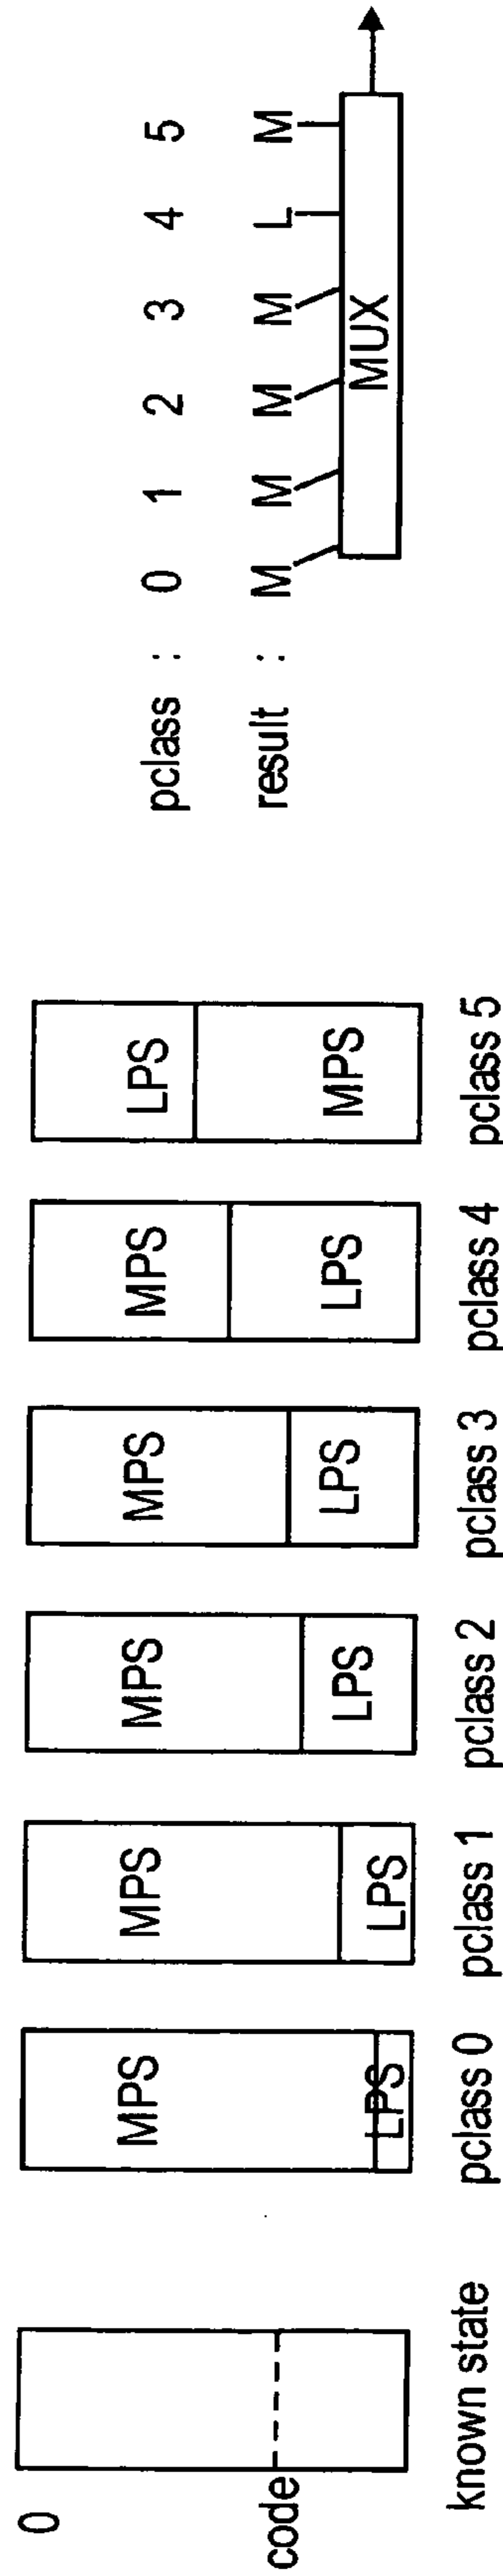 0
code
known state
MPS
LPS
pclass 0
MPS
LPS
pclass 1
MPS
LPS
pclass 2
MPS
LPS
pclass 3
MPS
LPS
pclass 4
LPS
MPS
pclass 5
pclass : 0 1 2 3 4 5
result : M M M M L M
MUX